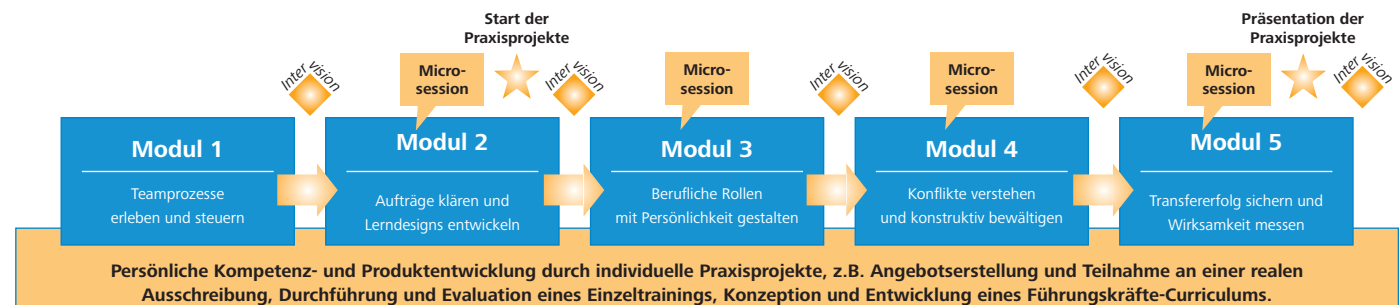 Start der
Praxisprojekte
Präsentation der
Praxisprojekte
Inter vision
Micro-
session
Inter vision
Micro-
session
Inter vision
Micro-
session
Inter vision
Micro-
session
Inter vision
Modul 1
Teamprozesse
erleben und steuern
Modul 2
Aufträge klären und
Lerndesigns entwickeln
Modul 3
Berufliche Rollen
mit Persönlichkeit gestalten
Modul 4
Konflikte verstehen
und konstruktiv bewältigen
Modul 5
Transfererfolg sichern und
Wirksamkeit messen
Persönliche Kompetenz- und Produktentwicklung durch individuelle Praxisprojekte, z.B. Angebotserstellung und Teilnahme an einer realen
Ausschreibung, Durchführung und Evaluation eines Einzeltrainings, Konzeption und Entwicklung eines Führungskräfte-Curriculums.